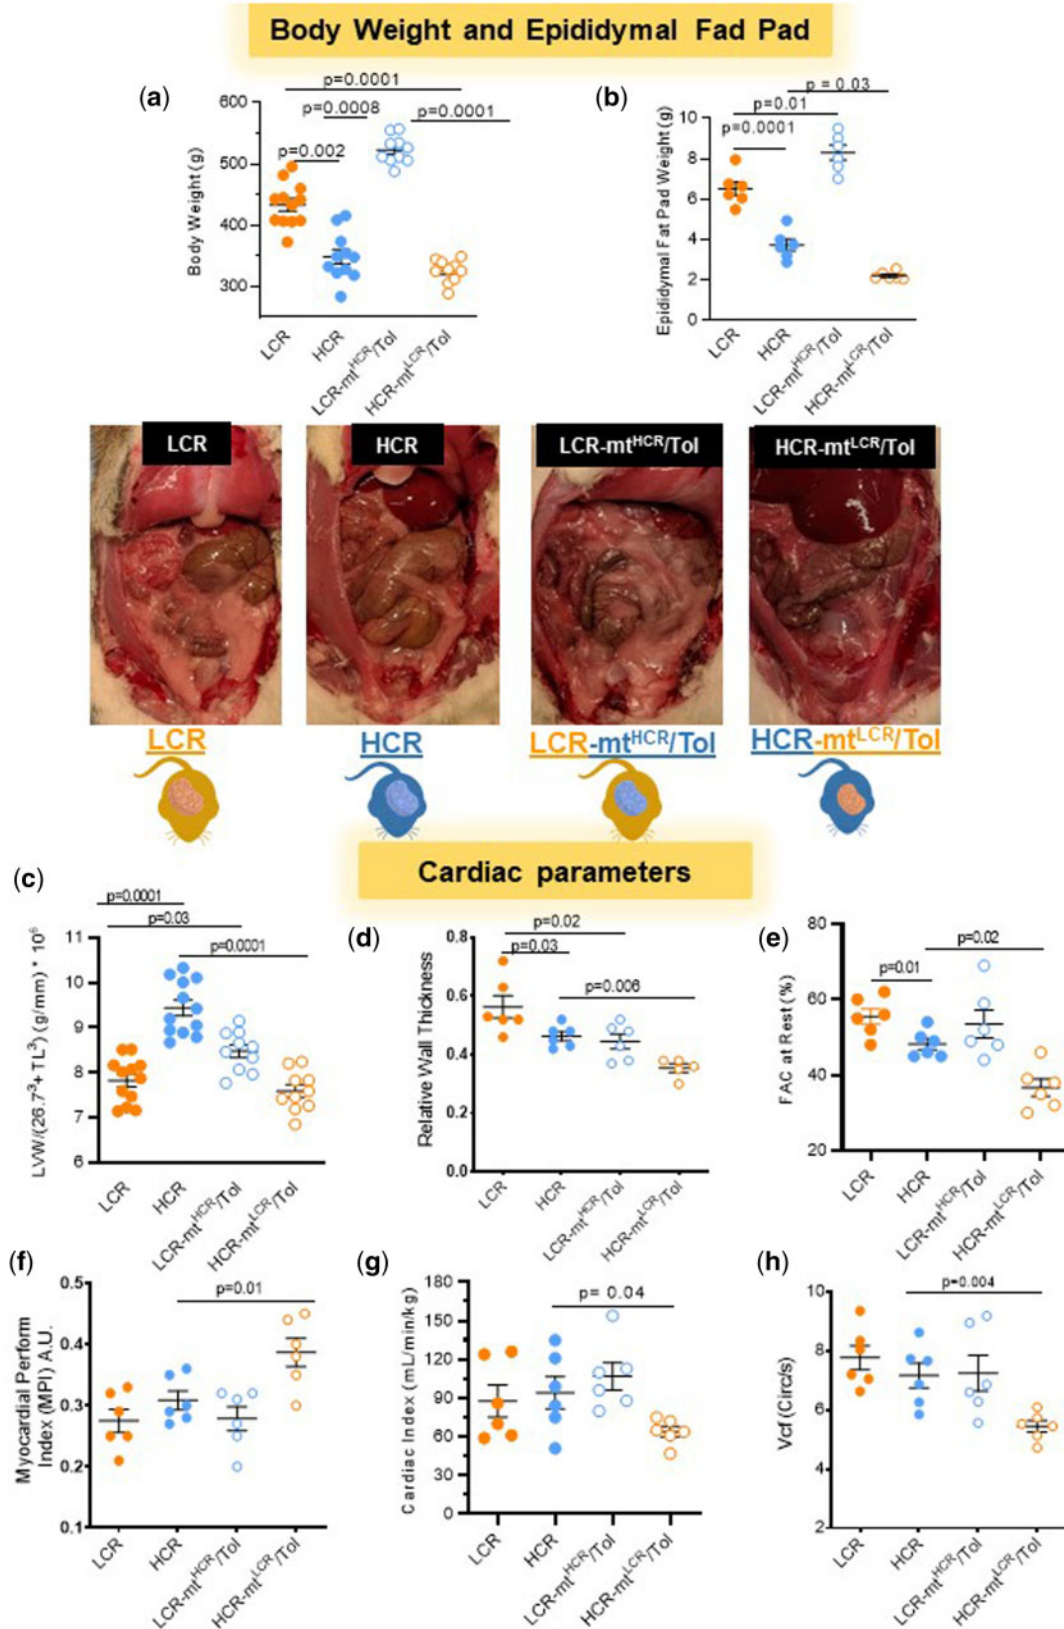 Body Weight and Epididymal Fad Pad
(a)
p=0.0001
p=0.0008
p=0.0001
p=0.002
Body Weight (g)
600
500
400
300
LCR
HCR
LCR-mtHCR/Tol
HCR-mtLCR/Tol
(b)
p = 0.03
p=0.01
p=0.0001
Epididymal Fat Pad Weight (g)
10
8
6
4
2
0
LCR
HCR
LCR-mtHCR/Tol
HCR-mtLCR/Tol
LCR
HCR
LCR-mtHCR/Tol
HCR-mtLCR/Tol
LCR
HCR
LCR-mtHCR/Tol
HCR-mtLCR/Tol
Cardiac parameters
(c)
p=0.0001
p=0.03
p=0.0001
LVW/(26.7³+ TL³) (g/mm) * 10⁶
11
10
9
8
7
6
LCR
HCR
LCR-mtHCR/Tol
HCR-mtLCR/Tol
(d)
p=0.02
p=0.03
p=0.006
Relative Wall Thickness
0.8
0.6
0.4
0.2
0.0
LCR
HCR
LCR-mtHCR/Tol
HCR-mtLCR/Tol
(e)
p=0.02
p=0.01
FAC at Rest (%)
80
60
40
20
LCR
HCR
LCR-mtHCR/Tol
HCR-mtLCR/Tol
(f)
p=0.01
Myocardial Perform
Index (MPI) A.U.
0.5
0.4
0.3
0.2
0.1
LCR
HCR
LCR-mtHCR/Tol
HCR-mtLCR/Tol
(g)
p= 0.04
Cardiac Index (mL/min/kg)
180
150
120
90
60
30
0
LCR
HCR
LCR-mtHCR/Tol
HCR-mtLCR/Tol
(h)
p=0.004
Vcf (Circ/s)
10
8
6
4
2
LCR
HCR
LCR-mtHCR/Tol
HCR-mtLCR/Tol